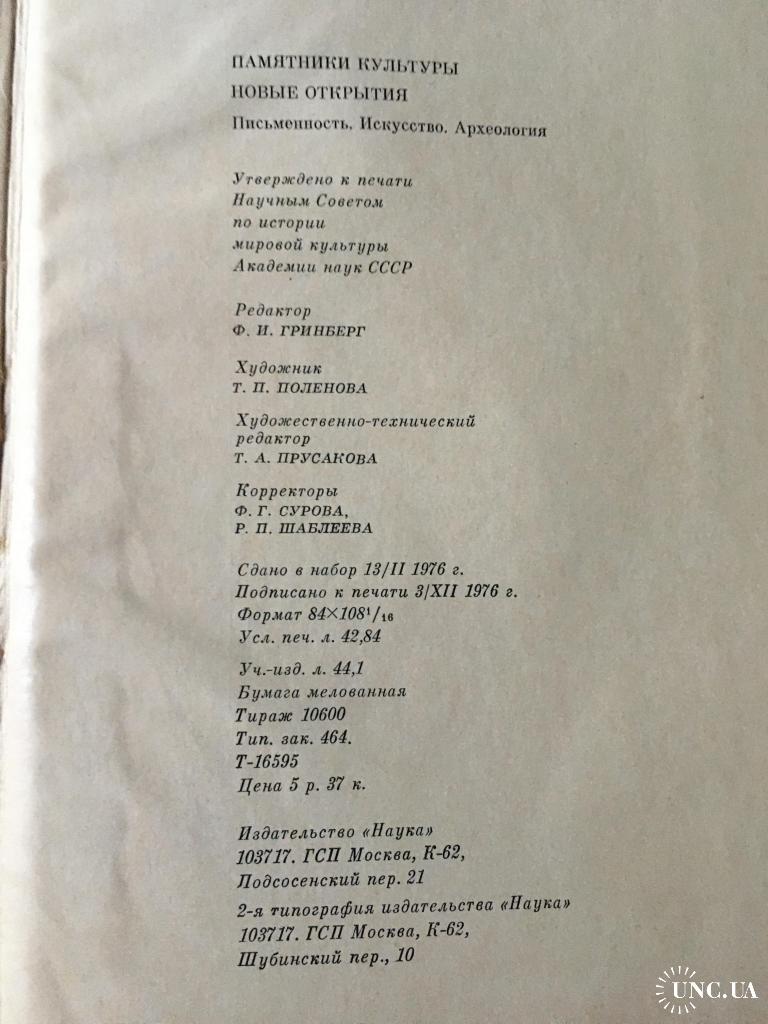 ПАМЯТНИКИ КУЛЬТУРЫ
НОВЫЕ ОТКРЫТИЯ
Письменность. Искусство. Археология
Утверждено к печати
Научным Советом
по истории
мировой культуры
Академии наук СССР
Редактор
Ф. И. ГРИНБЕРГ
Художник
Т. П. ПОЛЕНОВА
Художественно-технический
редактор
Т. А. ПРУСАКОВА
Корректоры
Ф. Г. СУРОВА,
Р. П. ШАБЛЕЕВА
Сдано в набор 13/II 1976 г.
Подписано к печати 3/XII 1976 г.
Формат 84×108¹/₁₆
Усл. печ. л. 42,84
Уч.-изд. л. 44,1
Бумага мелованная
Тираж 10600
Тип. зак. 464.
Т-16595
Цена 5 р. 37 к.
Издательство «Наука»
103717. ГСП Москва, К-62,
Подсосенский пер. 21
2-я типография издательства «Наука»
103717. ГСП Москва, К-62,
Шубинский пер., 10
UNC.UA